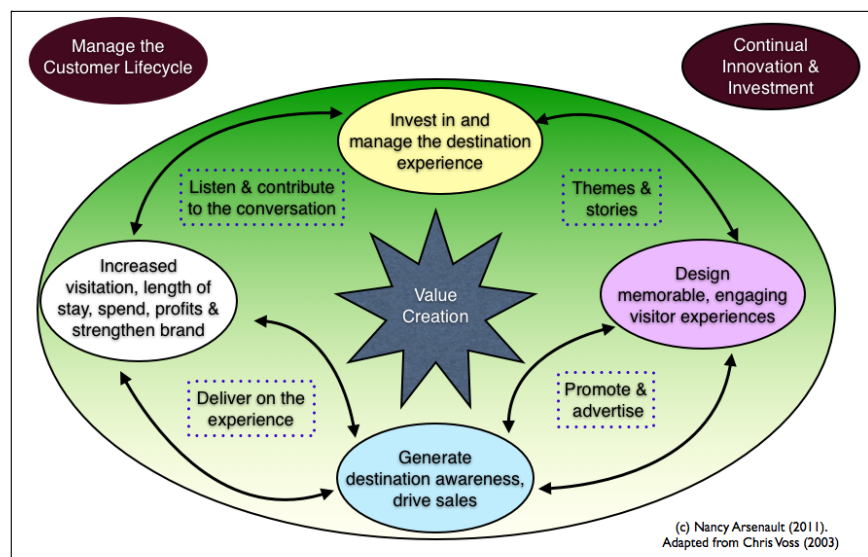 Manage the
Customer Lifecycle
Continual
Innovation &
Investment
Invest in and
manage the destination
experience
Listen & contribute
to the conversation
Themes &
stories
Increased
visitation, length of
stay, spend, profits &
strengthen brand
Value
Creation
Design
memorable, engaging
visitor experiences
Deliver on the
experience
Promote &
advertise
Generate
destination awareness,
drive sales
(c) Nancy Arsenault (2011).
Adapted from Chris Voss (2003)